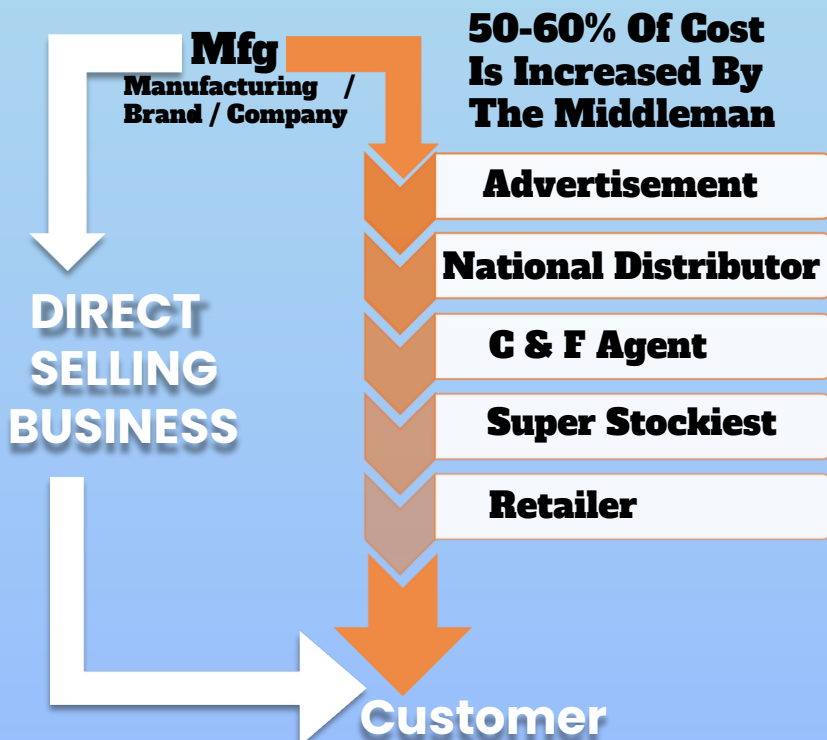 Mfg
Manufacturing /
Brand / Company
50-60% Of Cost
Is Increased By
The Middleman
Advertisement
National Distributor
C & F Agent
Super Stockiest
Retailer
DIRECT
SELLING
BUSINESS
Customer